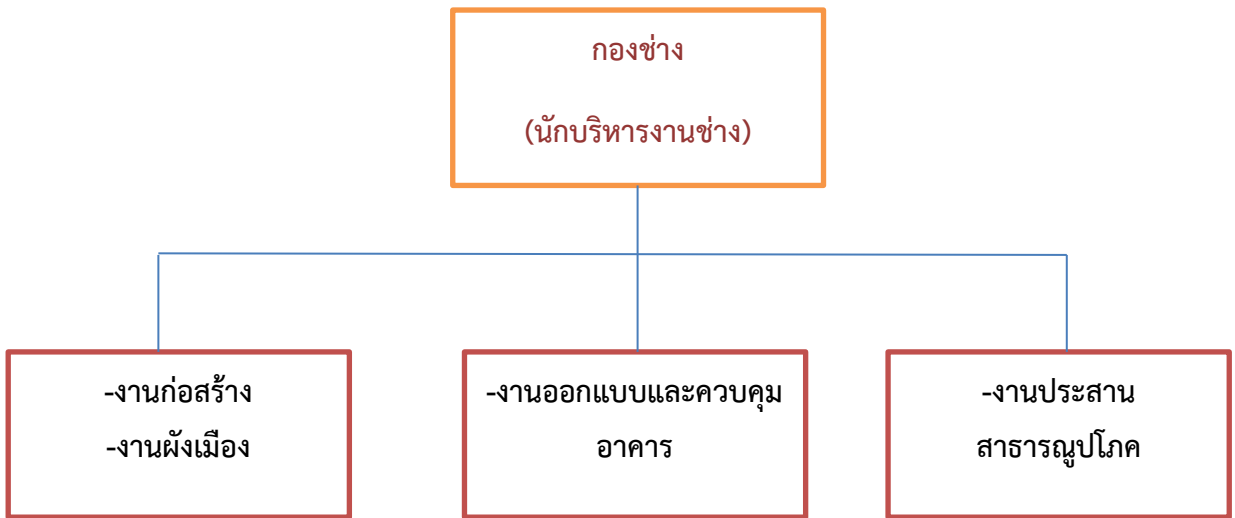 กองช่าง
(นักบริหารงานช่าง)
-งานก่อสร้าง
-งานผังเมือง
-งานออกแบบและควบคุม
อาคาร
-งานประสาน
สาธารณูปโภค